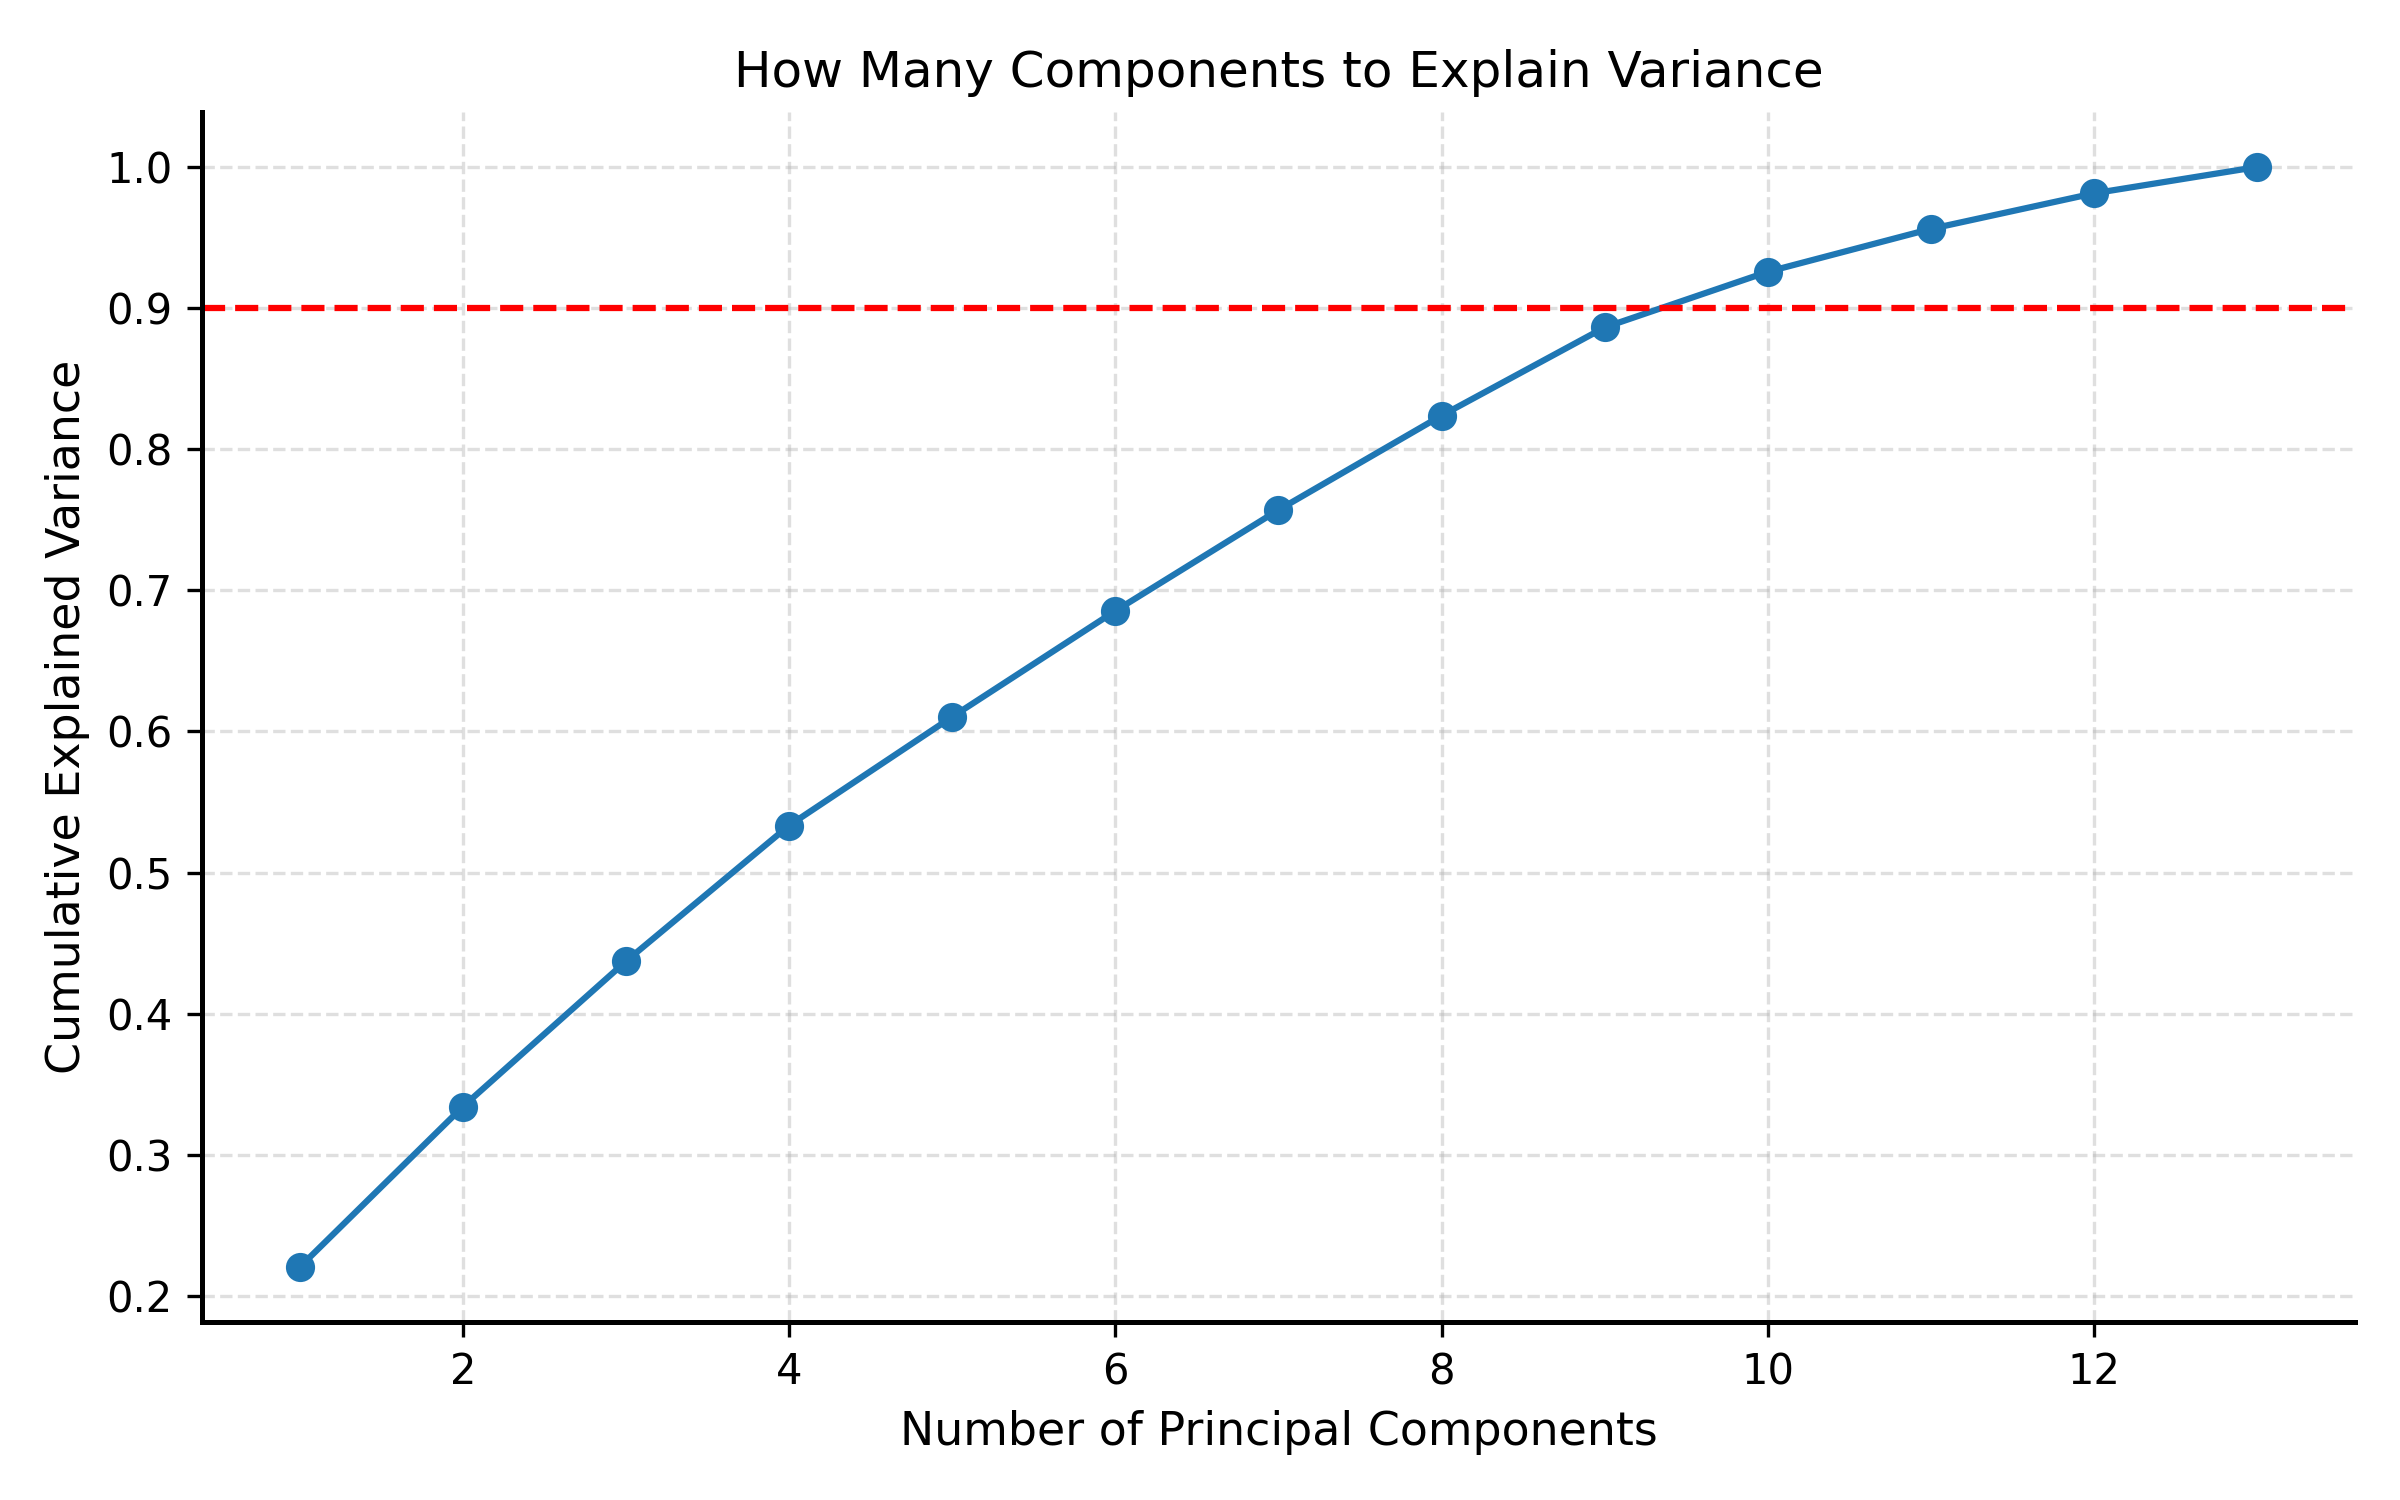 How Many Components to Explain Variance
Cumulative Explained Variance
1.0
0.9
0.8
0.7
0.6
0.5
0.4
0.3
0.2
2 4 6 8 10 12
Number of Principal Components